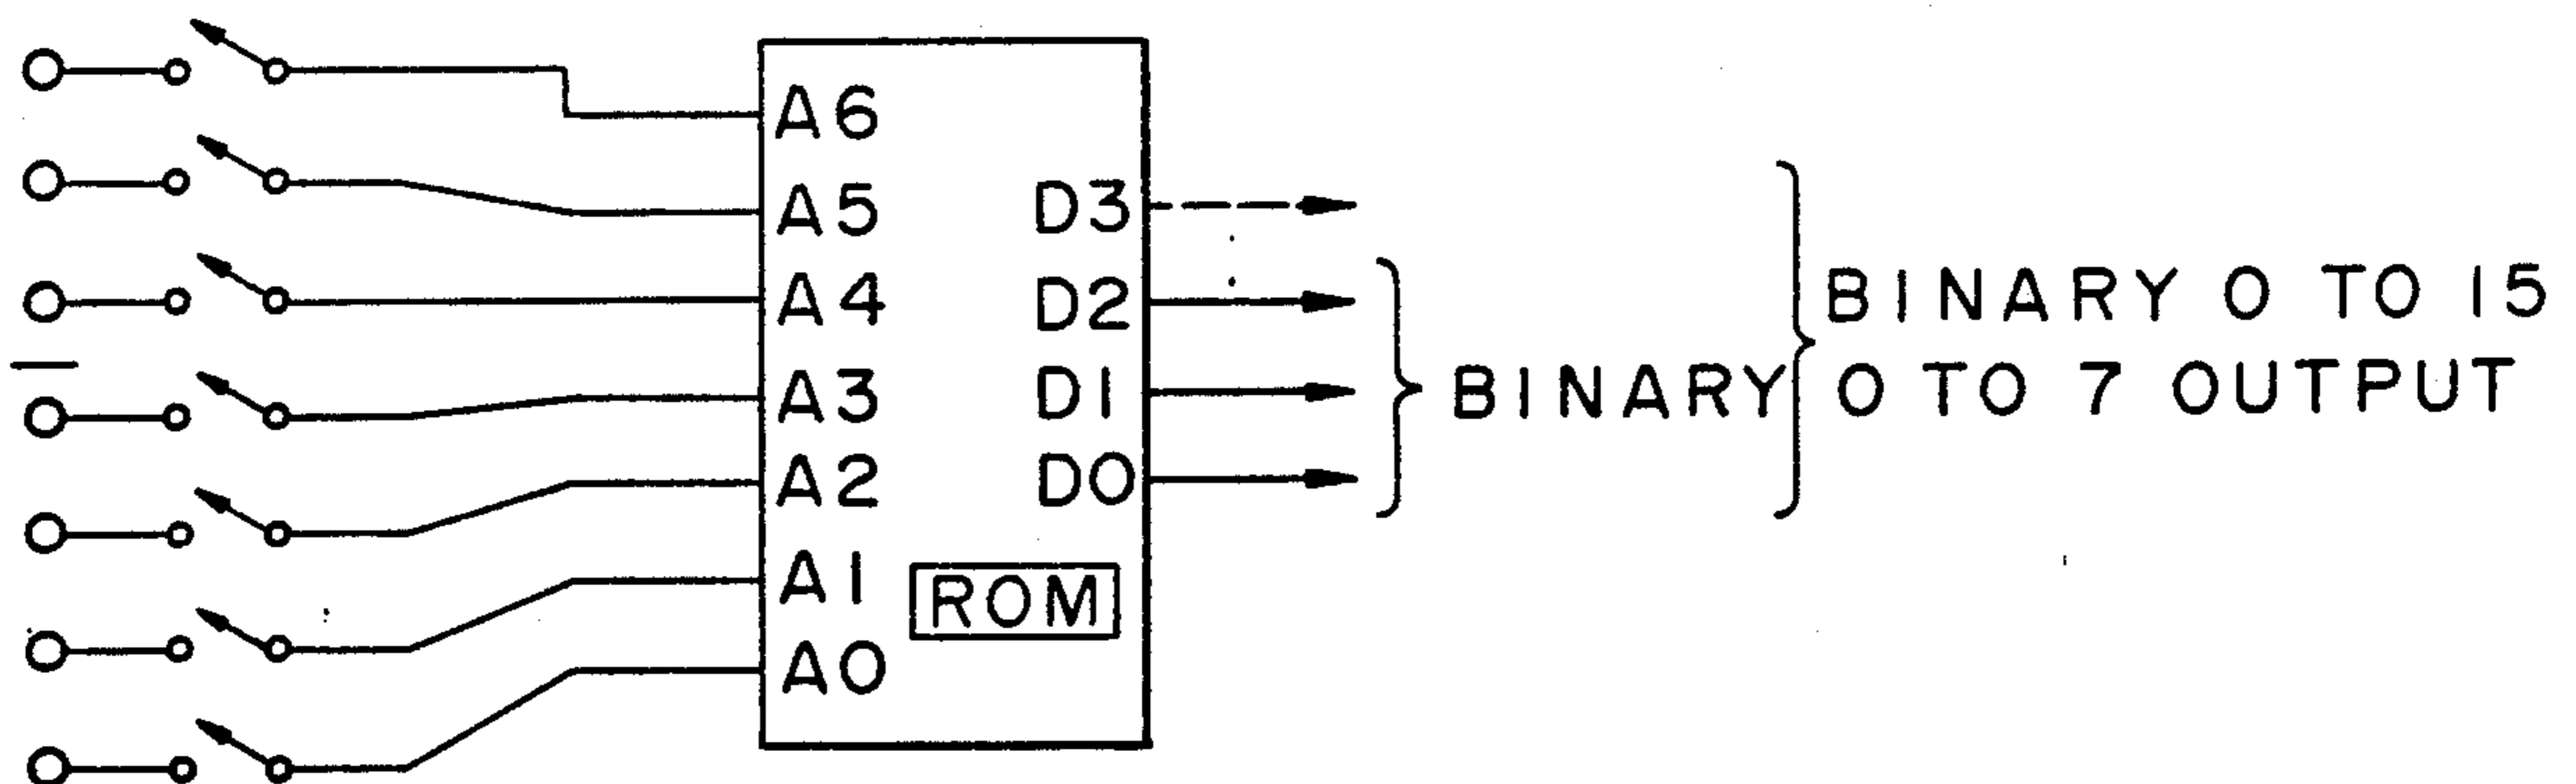 A6
A5
A4
A3
A2
A1
A0
D3
D2
D1
D0
ROM
BINARY 0 TO 15
BINARY 0 TO 7 OUTPUT